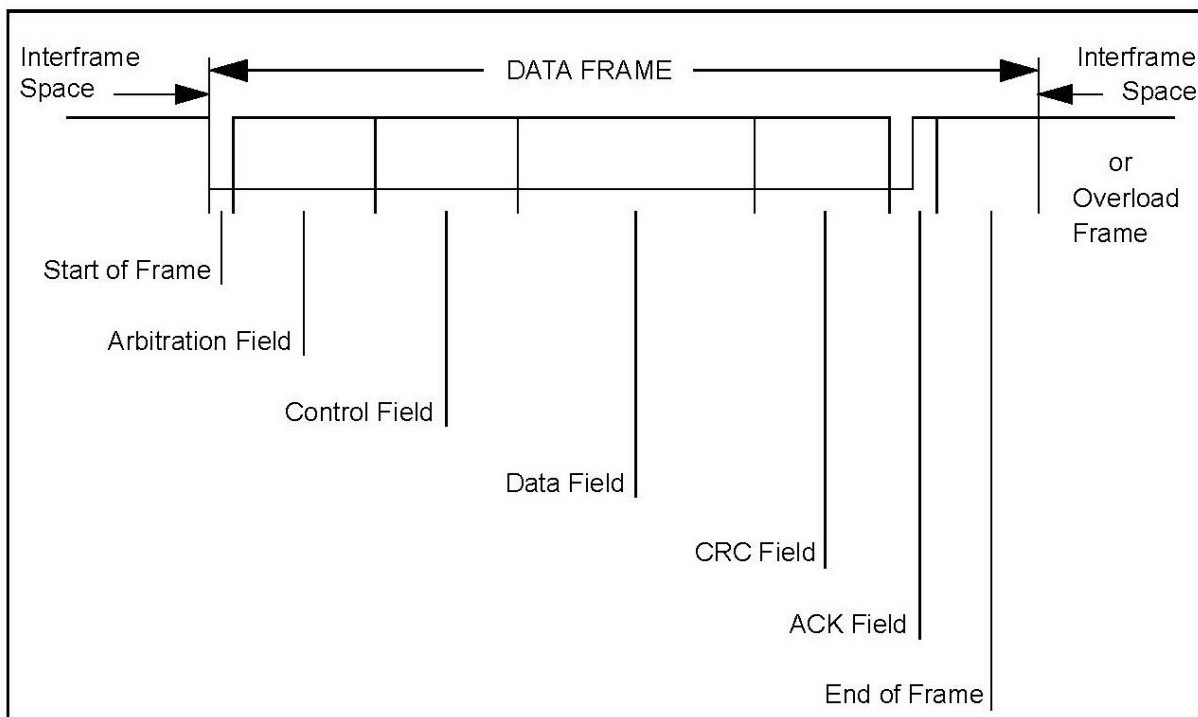 Interframe
Space
DATA FRAME
Interframe
Space
or
Overload
Frame
Start of Frame
Arbitration Field
Control Field
Data Field
CRC Field
ACK Field
End of Frame